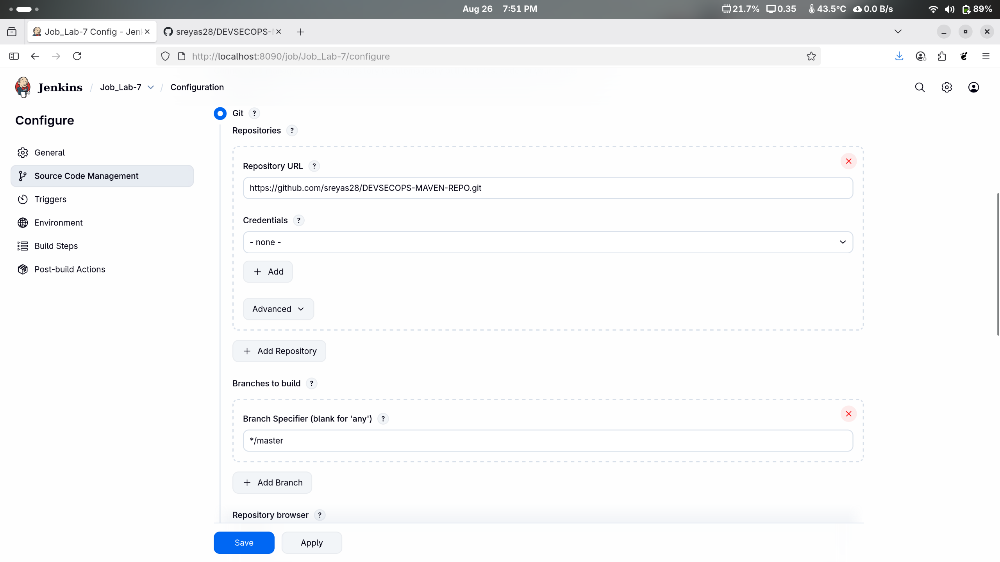 Aug 26 7:51 PM
21.7% 0.35 43.5°C 0.0 B/s 89%
Job_Lab-7 Config - Jen
sreyas28/DEVSECOPS-
http://localhost:8090/job/Job_Lab-7/configure
Jenkins / Job_Lab-7 / Configuration
Configure
General
Source Code Management
Triggers
Environment
Build Steps
Post-build Actions
Git ?
Repositories ?
Repository URL ?
https://github.com/sreyas28/DEVSECOPS-MAVEN-REPO.git
Credentials ?
- none -
+ Add
Advanced
+ Add Repository
Branches to build ?
Branch Specifier (blank for 'any') ?
*/master
+ Add Branch
Repository browser ?
Save
Apply